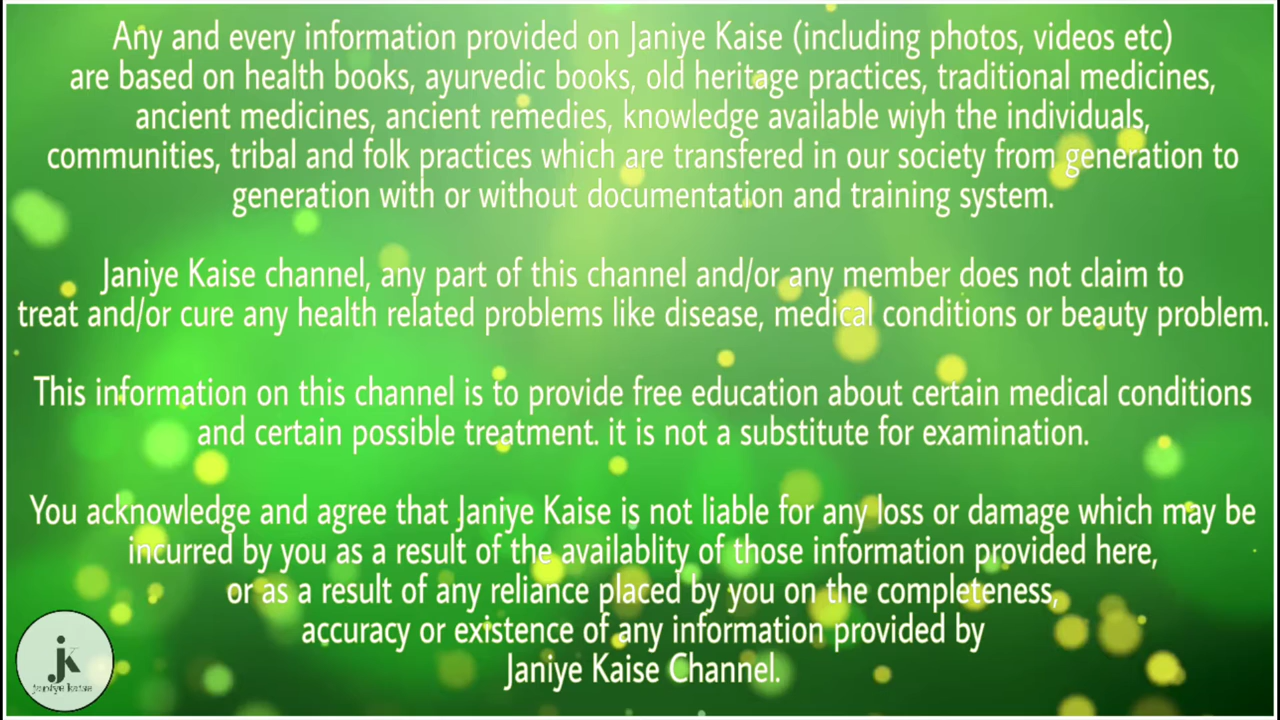 Any and every information provided on Janiye Kaise (including photos, videos etc)
are based on health books, ayurvedic books, old heritage practices, traditional medicines,
ancient medicines, ancient remedies, knowledge available wiyh the individuals,
communities, tribal and folk practices which are transfered in our society from generation to
generation with or without documentation and training system.
Janiye Kaise channel, any part of this channel and/or any member does not claim to
treat and/or cure any health related problems like disease, medical conditions or beauty problem.
This information on this channel is to provide free education about certain medical conditions
and certain possible treatment. it is not a substitute for examination.
You acknowledge and agree that Janiye Kaise is not liable for any loss or damage which may be
incurred by you as a result of the availablity of those information provided here,
or as a result of any reliance placed by you on the completeness,
accuracy or existence of any information provided by
Janiye Kaise Channel.
jk
janiye kaise